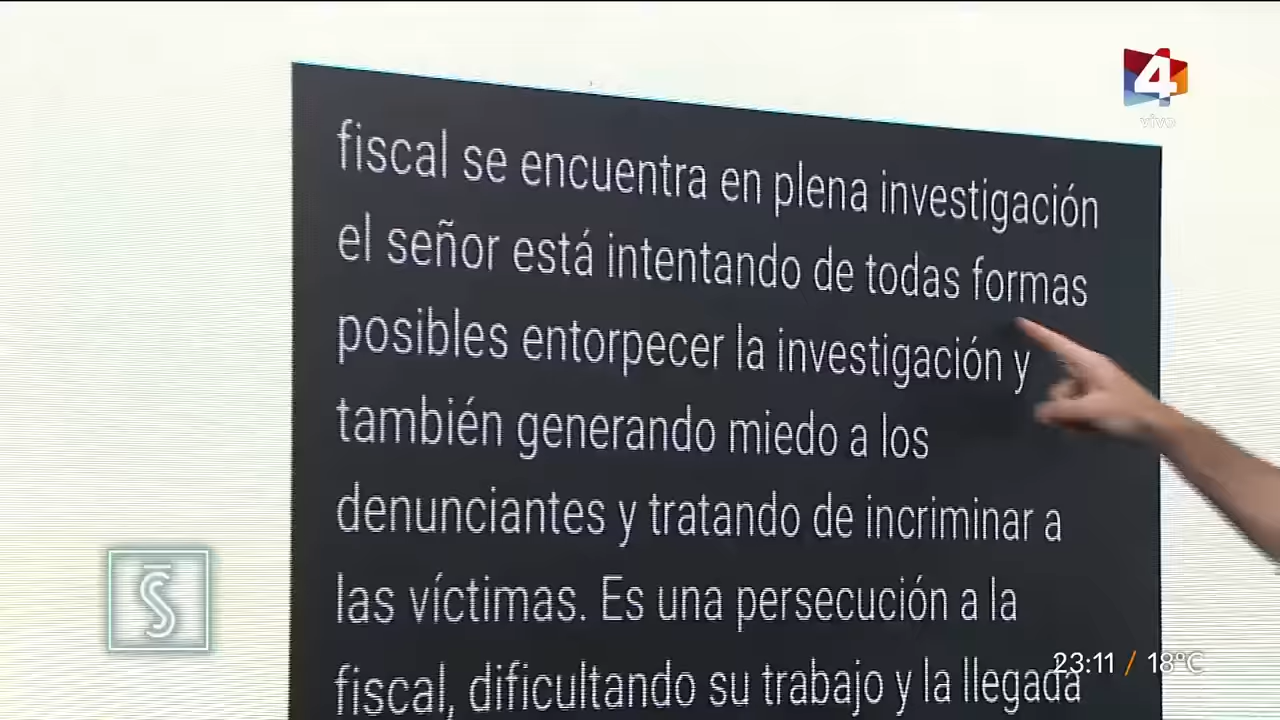 4
vivo
fiscal se encuentra en plena investigación
el señor está intentando de todas formas
posibles entorpecer la investigación y
también generando miedo a los
denunciantes y tratando de incriminar a
las víctimas. Es una persecución a la
fiscal, dificultando su trabajo y la llegada
S
23:11 / 18°C